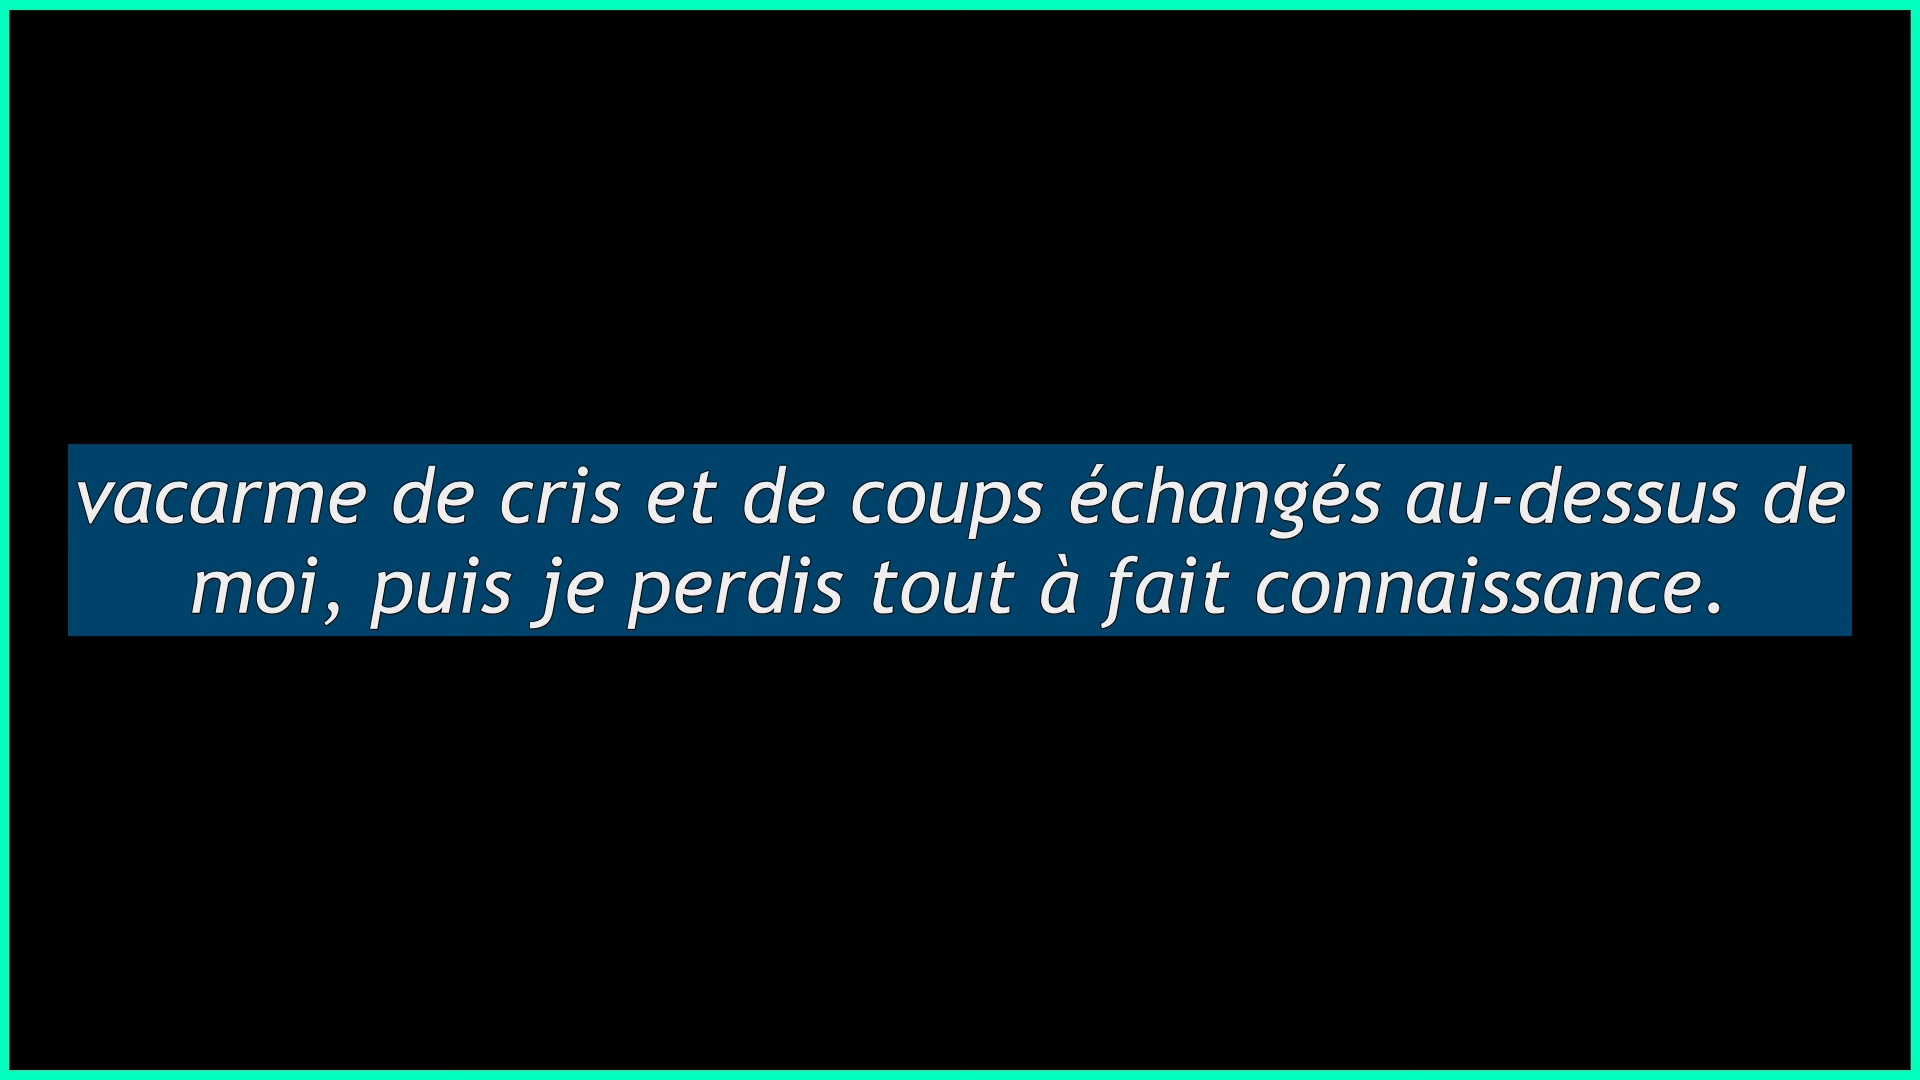 vacarme de cris et de coups échangés au-dessus de
moi, puis je perdis tout à fait connaissance.